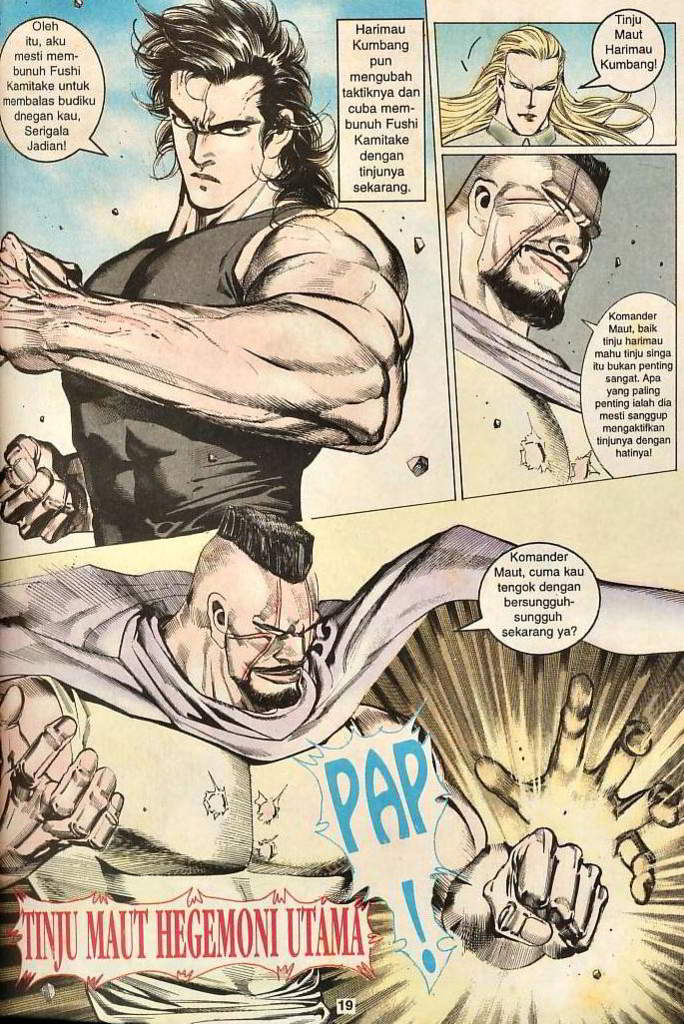 Oleh
itu, aku
mesti mem-
bunuh Fushi
Kamitake untuk
membalas budiku
dnegan kau,
Serigala
Jadian!
Harimau
Kumbang
pun
mengubah
taktiknya dan
cuba mem-
bunuh Fushi
Kamitake
dengan
tinjunya
sekarang.
Tinju
Maut
Harimau
Kumbang!
Komander
Maut, baik
tinju harimau
mahu tinju singa
itu bukan penting
sangat. Apa
yang paling
penting ialah dia
mesti sanggup
mengaktifkan
tinjunya dengan
hatinya!
Komander
Maut, cuma kau
tengok dengan
bersungguh-
sungguh
sekarang ya?
PAP
!
TINJU MAUT HEGEMONI UTAMA
19